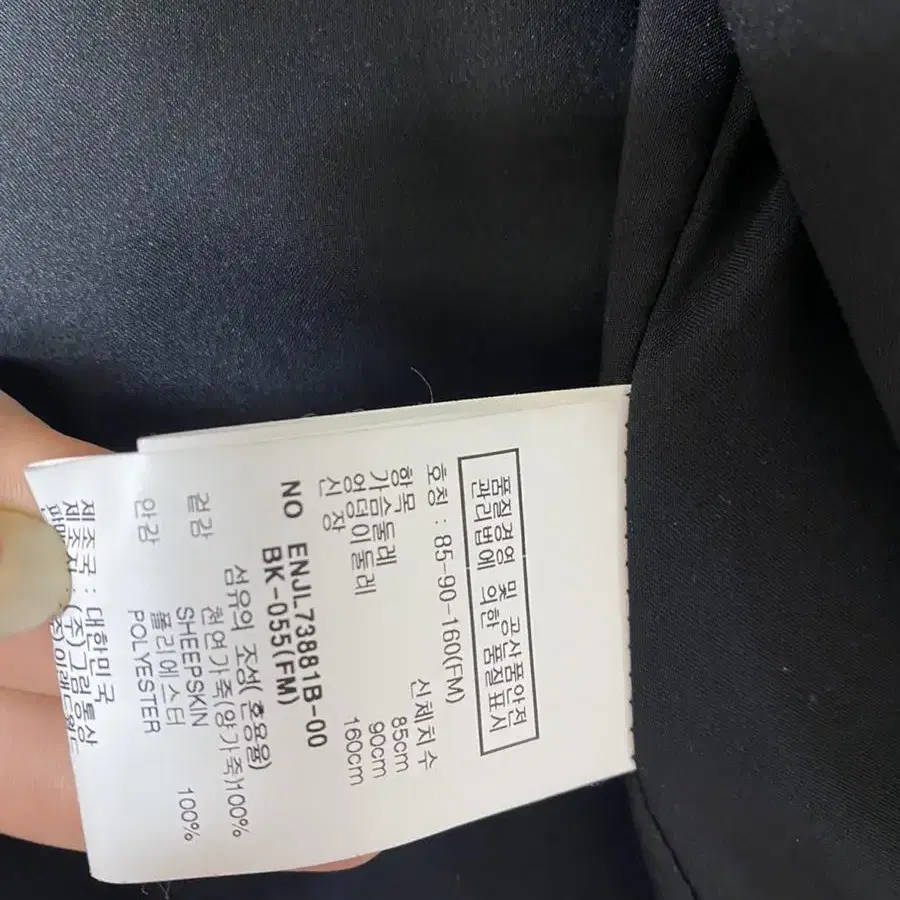 품질경영 및 공산품안전
관리법에 의한 품질표시
호칭 : 85-90-160(FM)
항목 신체치수
가슴둘레 85cm
엉덩이둘레 90cm
신장 160cm
NO ENJL73881B-00
BK-055(FM)
섬유의 조성(혼용율)
겉감 천연가죽(양가죽)100%
SHEEPSKIN
안감 폴리에스터 100%
POLYESTER
제조국 : 대한민국
제조자 : (주)그림통상